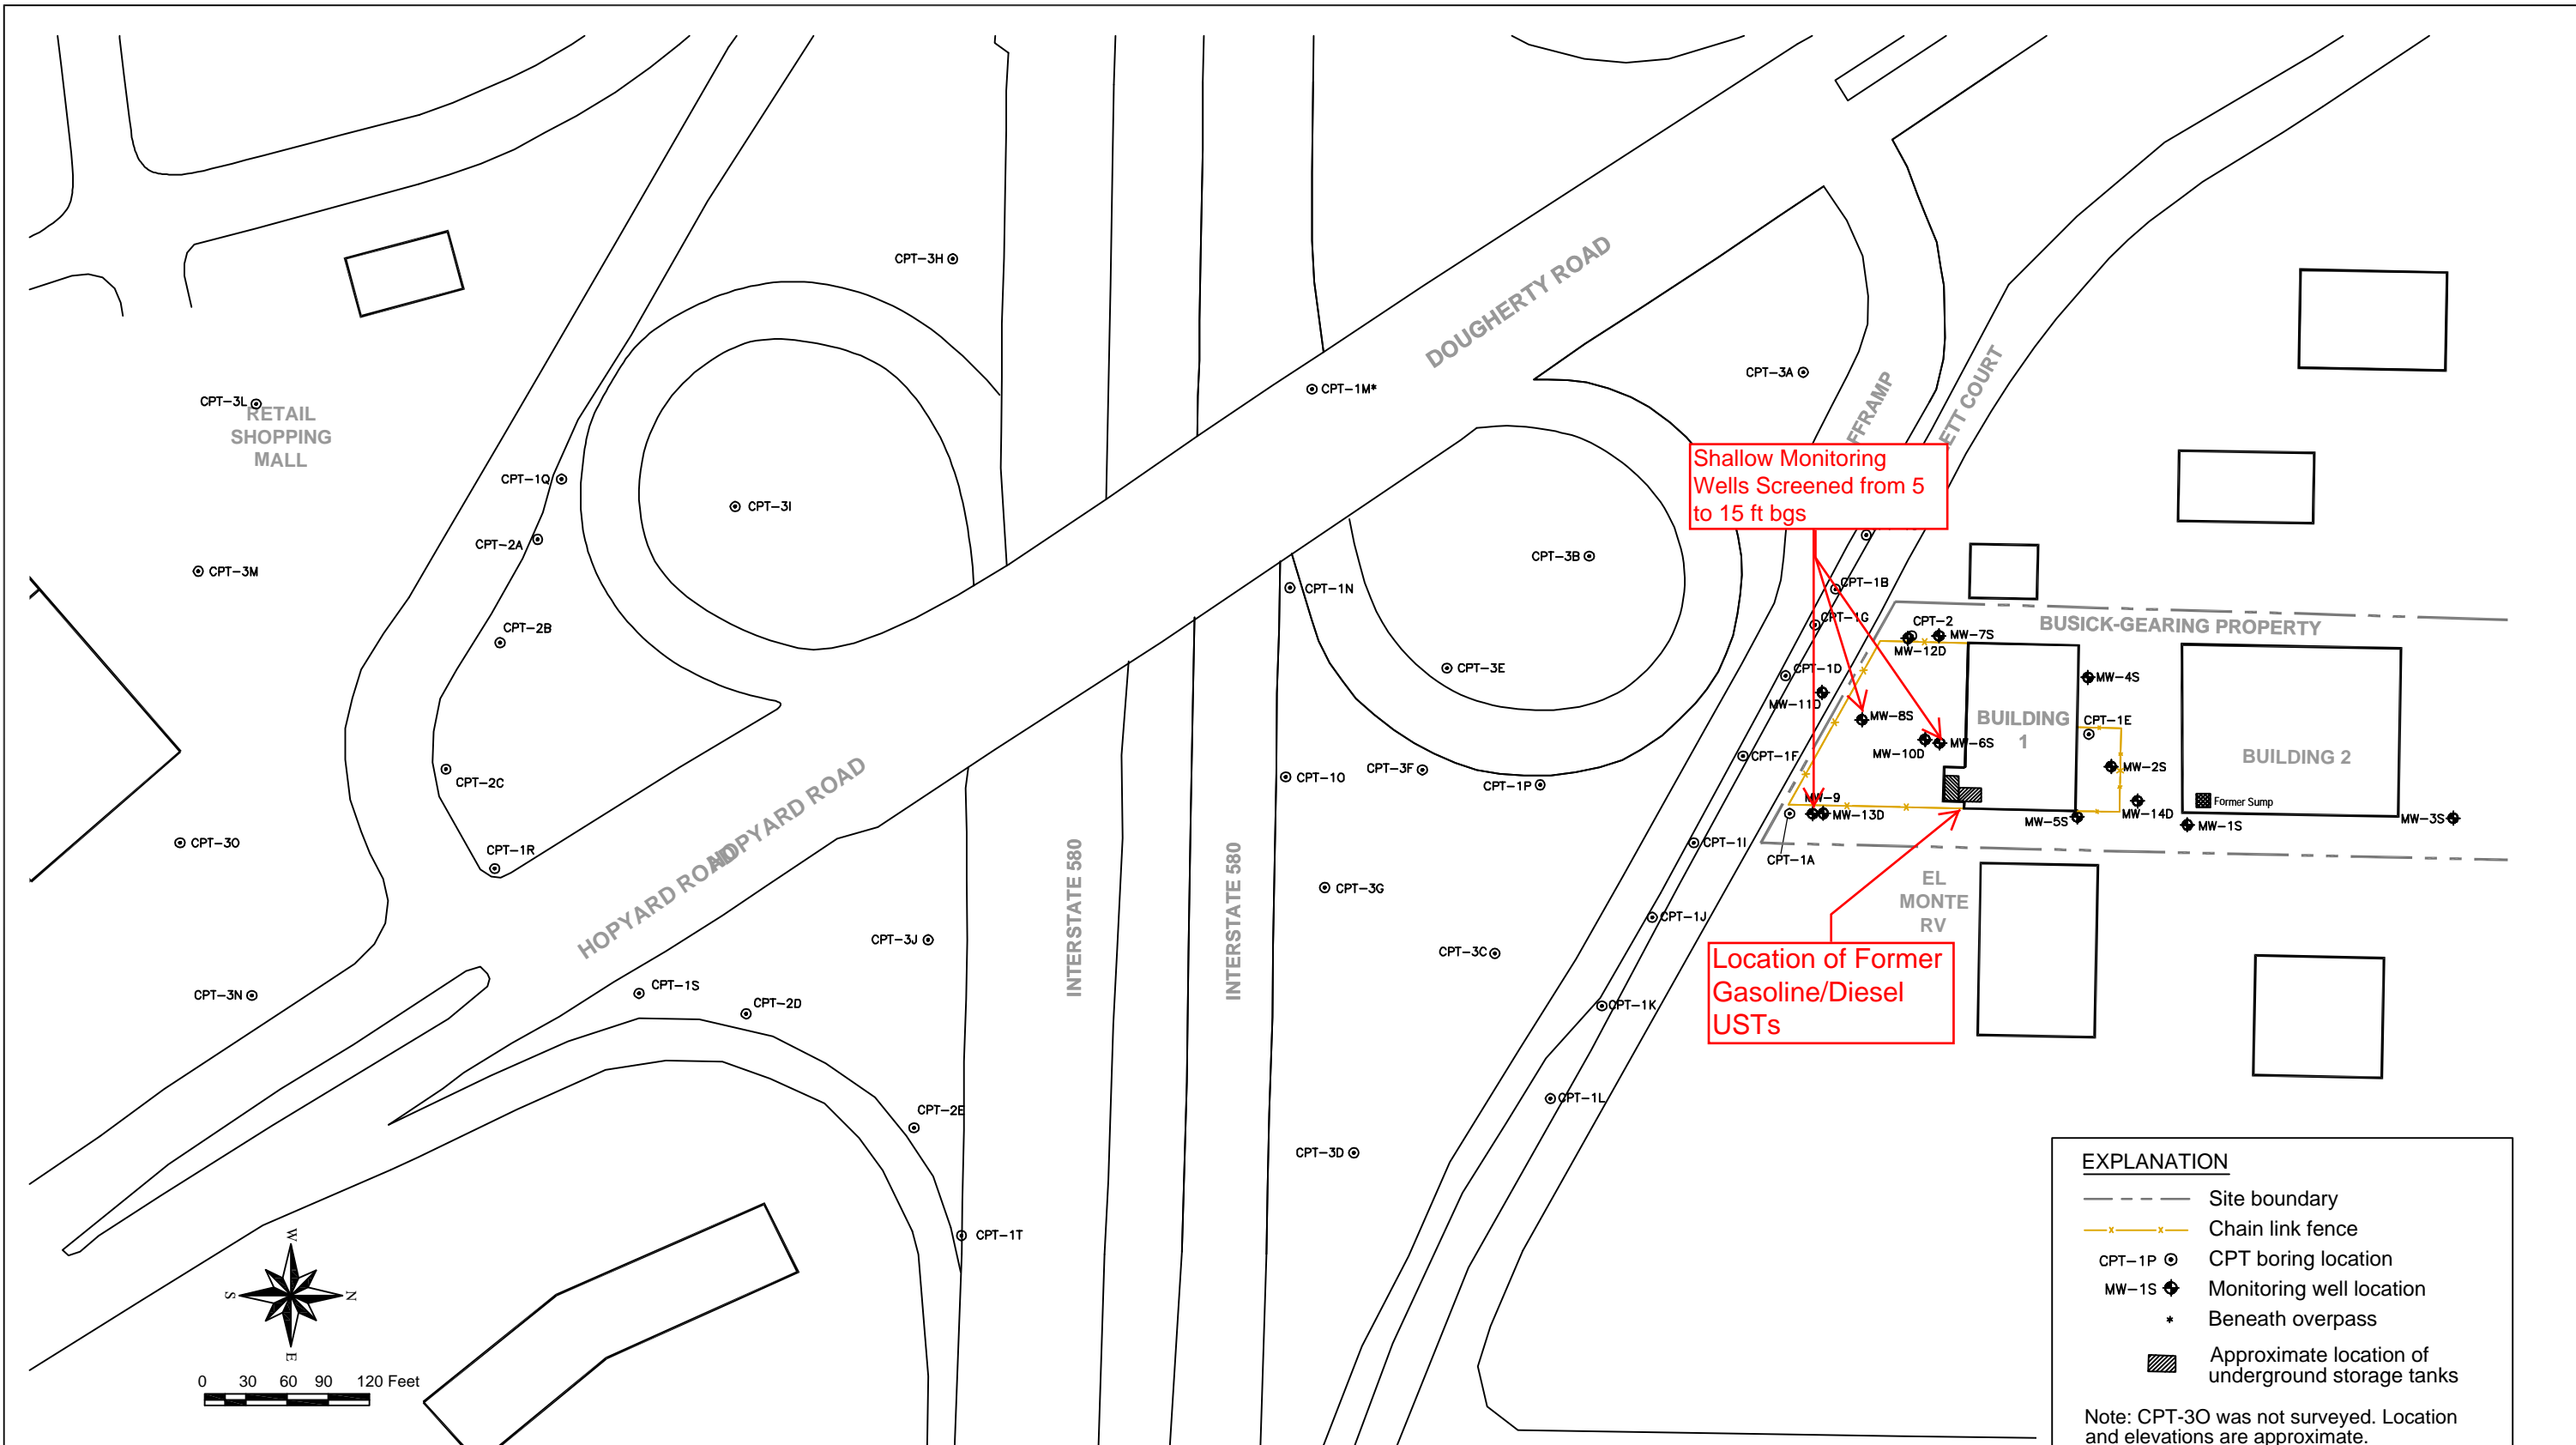 CPT-3H
DOUGHERTY ROAD
CPT-3L
RETAIL
SHOPPING
MALL
CPT-1M*
CPT-3A
FFRAMP
ETT COURT
CPT-1Q
CPT-3I
Shallow Monitoring
Wells Screened from 5
to 15 ft bgs
CPT-2A
CPT-3B
CPT-3M
CPT-1N
CPT-1B
CPT-2B
CPT-1G
CPT-2
MW-7S
MW-12D
BUSICK-GEARING PROPERTY
CPT-3E
CPT-1D
MW-11D
MW-4S
MW-8S
BUILDING
1
CPT-1E
MW-10D
MW-6S
BUILDING 2
CPT-2C
CPT-1O
CPT-3F
CPT-1P
CPT-1F
MW-2S
HOPYARD ROAD
HOPYARD ROAD
MW-9
MW-13D
MW-5S
MW-14D
Former Sump
MW-1S
MW-3S
CPT-3O
CPT-1R
CPT-1I
CPT-1A
INTERSTATE 580
INTERSTATE 580
CPT-3G
EL
MONTE
RV
CPT-1J
CPT-3J
CPT-3C
Location of Former
Gasoline/Diesel
USTs
CPT-3N
CPT-1S
CPT-2D
CPT-1K
CPT-2E
CPT-1L
CPT-3D
CPT-1T
W
S
N
E
0 30 60 90 120 Feet
EXPLANATION
Site boundary
Chain link fence
CPT-1P CPT boring location
MW-1S Monitoring well location
* Beneath overpass
Approximate location of
underground storage tanks
Note: CPT-3O was not surveyed. Location
and elevations are approximate.